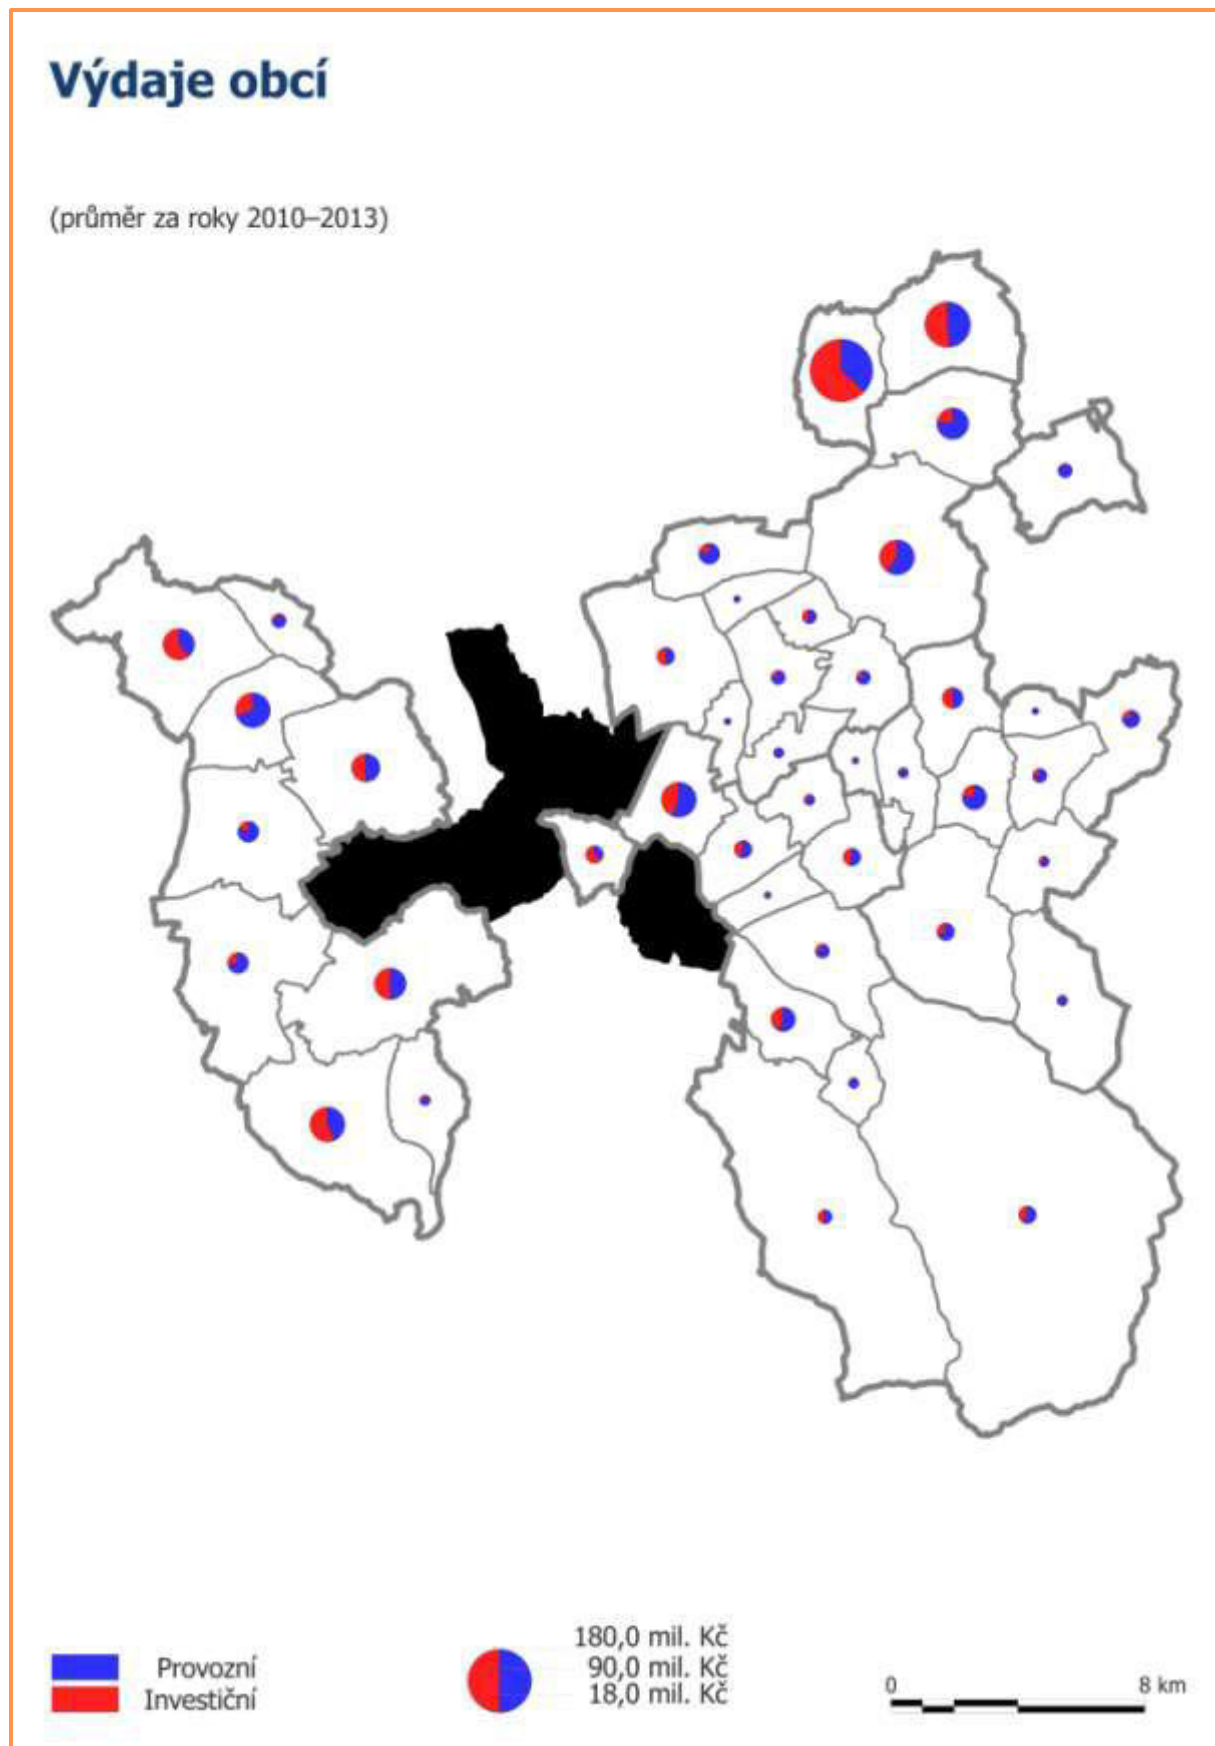 Výdaje obcí
(průměr za roky 2010–2013)
Provozní
Investiční
180,0 mil. Kč
90,0 mil. Kč
18,0 mil. Kč
0 8 km